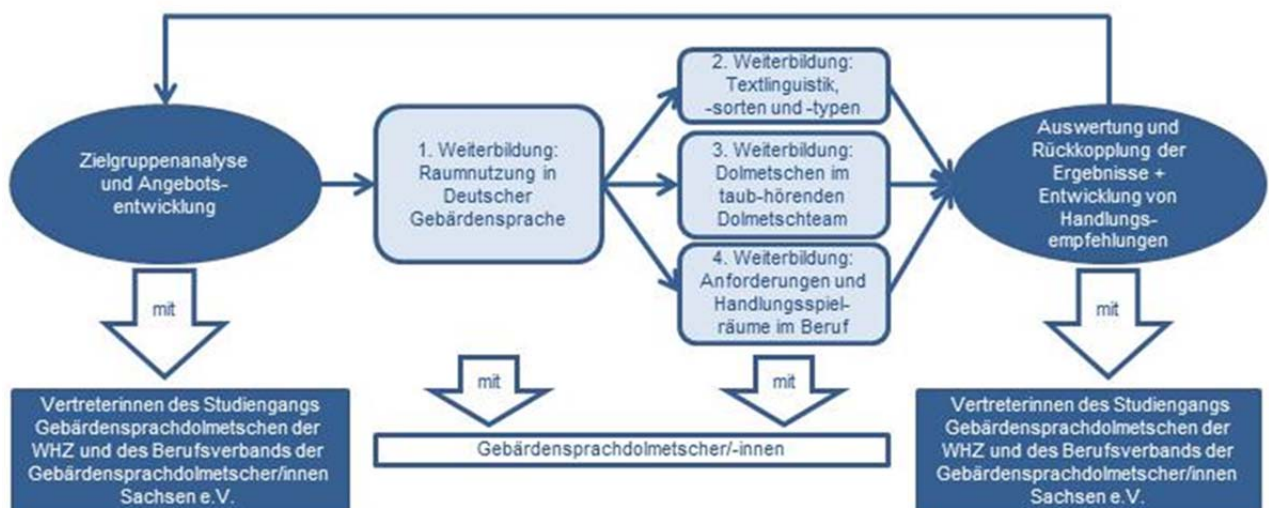 Zielgruppenanalyse
und Angebots-
entwicklung
1. Weiterbildung:
Raumnutzung in
Deutscher
Gebärdensprache
2. Weiterbildung:
Textlinguistik,
-sorten und -typen
3. Weiterbildung:
Dolmetschen im
taub-hörenden
Dolmetschteam
4. Weiterbildung:
Anforderungen und
Handlungsspiel-
räume im Beruf
Auswertung und
Rückkopplung der
Ergebnisse +
Entwicklung von
Handlungs-
empfehlungen
mit
mit
mit
mit
Vertreterinnen des Studiengangs
Gebärdensprachdolmetschen der
WHZ und des Berufsverbands der
Gebärdensprachdolmetscher/innen
Sachsen e.V.
Gebärdensprachdolmetscher/-innen
Vertreterinnen des Studiengangs
Gebärdensprachdolmetschen der
WHZ und des Berufsverbands der
Gebärdensprachdolmetscher/innen
Sachsen e.V.